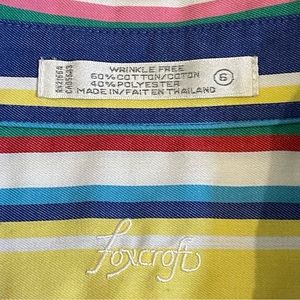 WRINKLE FREE
60% COTTON/COTON
40% POLYESTER
MADE IN/FAIT EN THAILAND
6
foxcroft